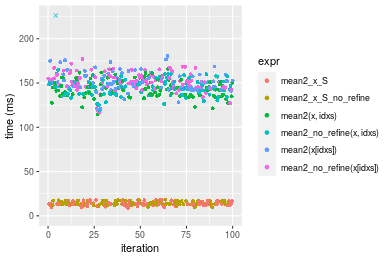 200
150
100
50
0
time (ms)
0
25
50
75
100
iteration
expr
mean2_x_S
mean2_x_S_no_refine
mean2(x, idxs)
mean2_no_refine(x, idxs)
mean2(x[idxs])
mean2_no_refine(x[idxs])